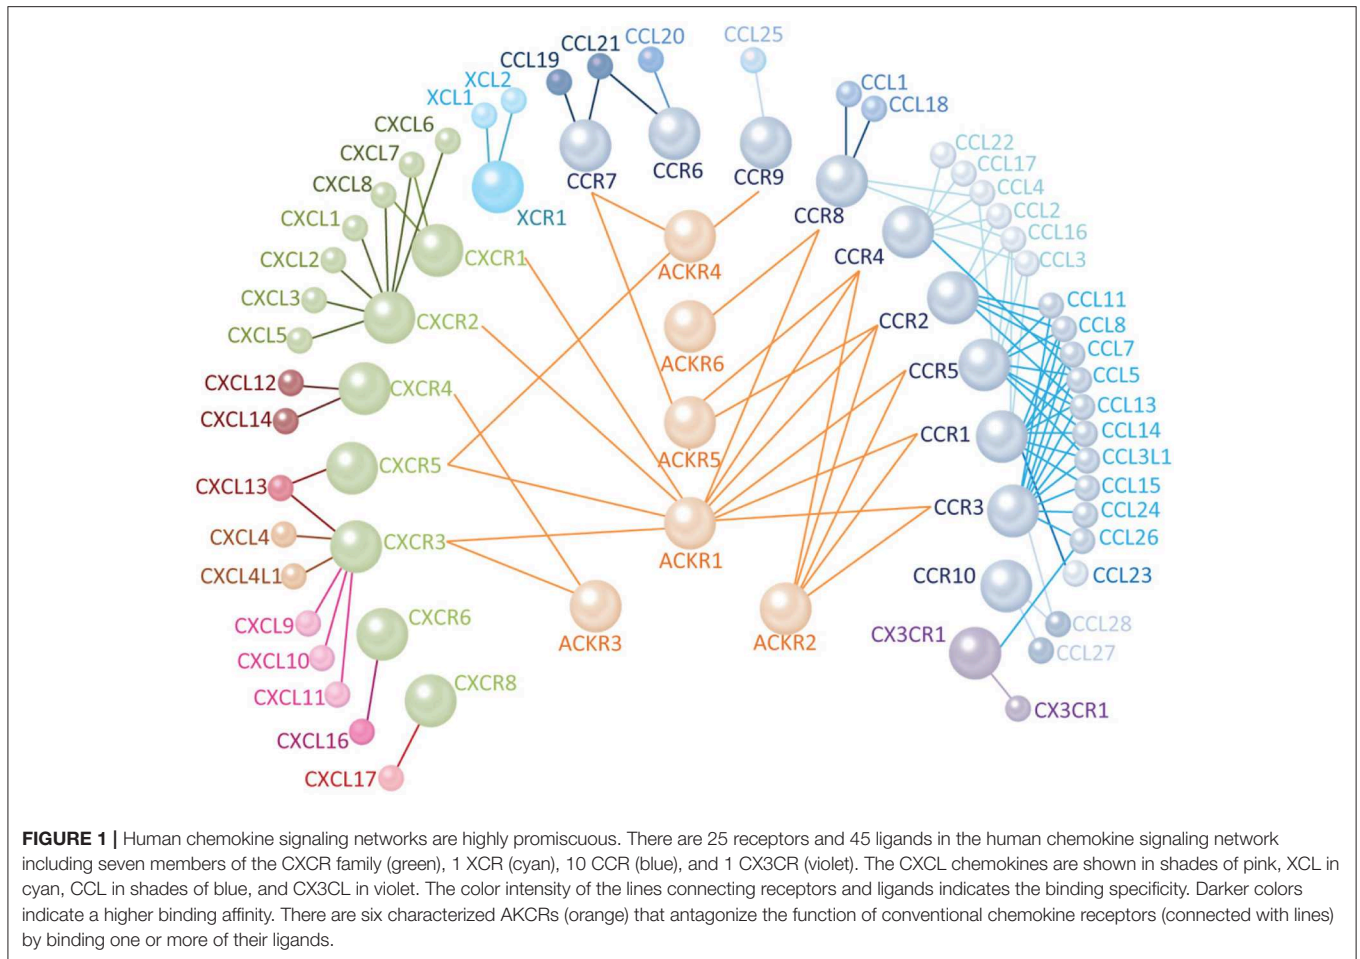 CCL19
CCL21
CCL20
CCL25
XCL1
XCL2
CCL1
CCL18
CXCL6
CXCL7
CXCL8
CXCL1
CXCL2
CXCL3
CXCL5
CXCL12
CXCL14
CXCL13
CXCL4
CXCL4L1
CXCL9
CXCL10
CXCL11
CXCL16
CXCL17
CXCR1
CXCR2
CXCR4
CXCR5
CXCR3
CXCR6
CXCR8
XCR1
CCR7
CCR6
CCR9
CCR8
CCR4
CCR2
CCR5
CCR1
CCR3
CCR10
CX3CR1
ACKR4
ACKR6
ACKR5
ACKR1
ACKR3
ACKR2
CCL22
CCL17
CCL4
CCL2
CCL16
CCL3
CCL11
CCL8
CCL7
CCL5
CCL13
CCL14
CCL3L1
CCL15
CCL24
CCL26
CCL23
CCL28
CCL27
CX3CR1
FIGURE 1 | Human chemokine signaling networks are highly promiscuous. There are 25 receptors and 45 ligands in the human chemokine signaling network
including seven members of the CXCR family (green), 1 XCR (cyan), 10 CCR (blue), and 1 CX3CR (violet). The CXCL chemokines are shown in shades of pink, XCL in
cyan, CCL in shades of blue, and CX3CL in violet. The color intensity of the lines connecting receptors and ligands indicates the binding specificity. Darker colors
indicate a higher binding affinity. There are six characterized AKCRs (orange) that antagonize the function of conventional chemokine receptors (connected with lines)
by binding one or more of their ligands.